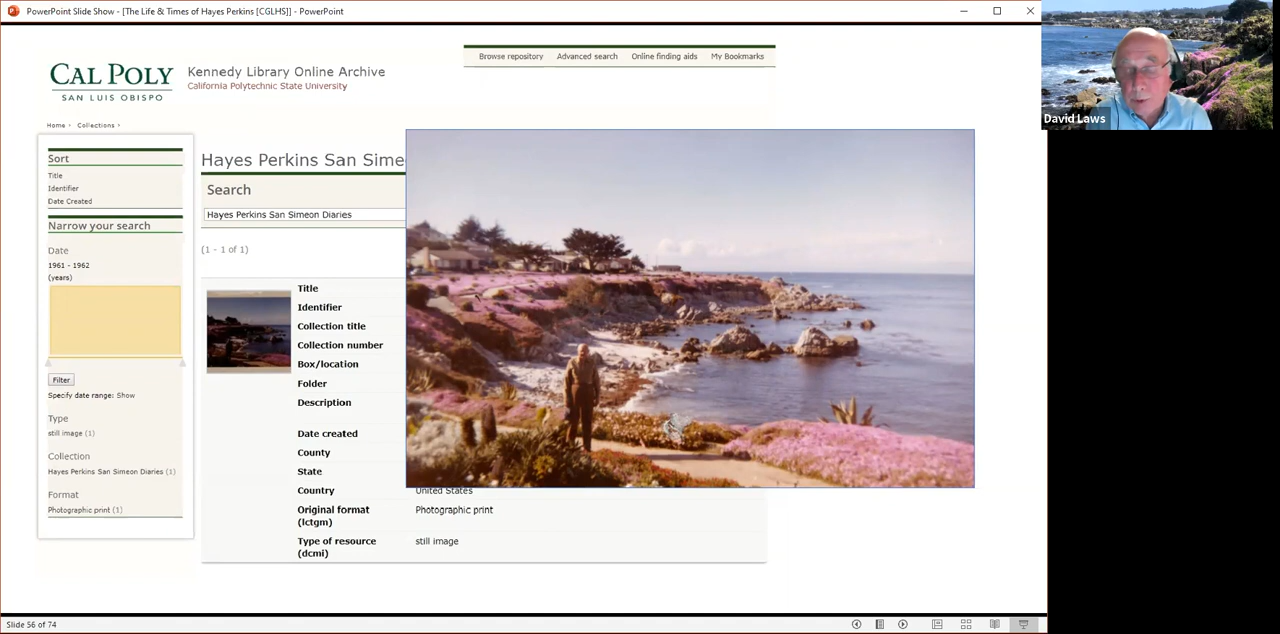 PowerPoint Slide Show - [The Life & Times of Hayes Perkins [CGLHS]] - PowerPoint
David Laws
Browse repository Advanced search Online finding aids My Bookmarks
CAL POLY
SAN LUIS OBISPO
Kennedy Library Online Archive
California Polytechnic State University
Home › Collections ›
Sort
Title
Identifier
Date Created
Narrow your search
Date
1961 - 1962
(years)
Filter
Specify date range: Show
Type
still image (1)
Collection
Hayes Perkins San Simeon Diaries (1)
Format
Photographic print (1)
Hayes Perkins San Sime
Search
Hayes Perkins San Simeon Diaries
(1 - 1 of 1)
Title
Identifier
Collection title
Collection number
Box/location
Folder
Description
Date created
County
State
Country United States
Original format Photographic print
(lctgm)
Type of resource still image
(dcmi)
Slide 56 of 74